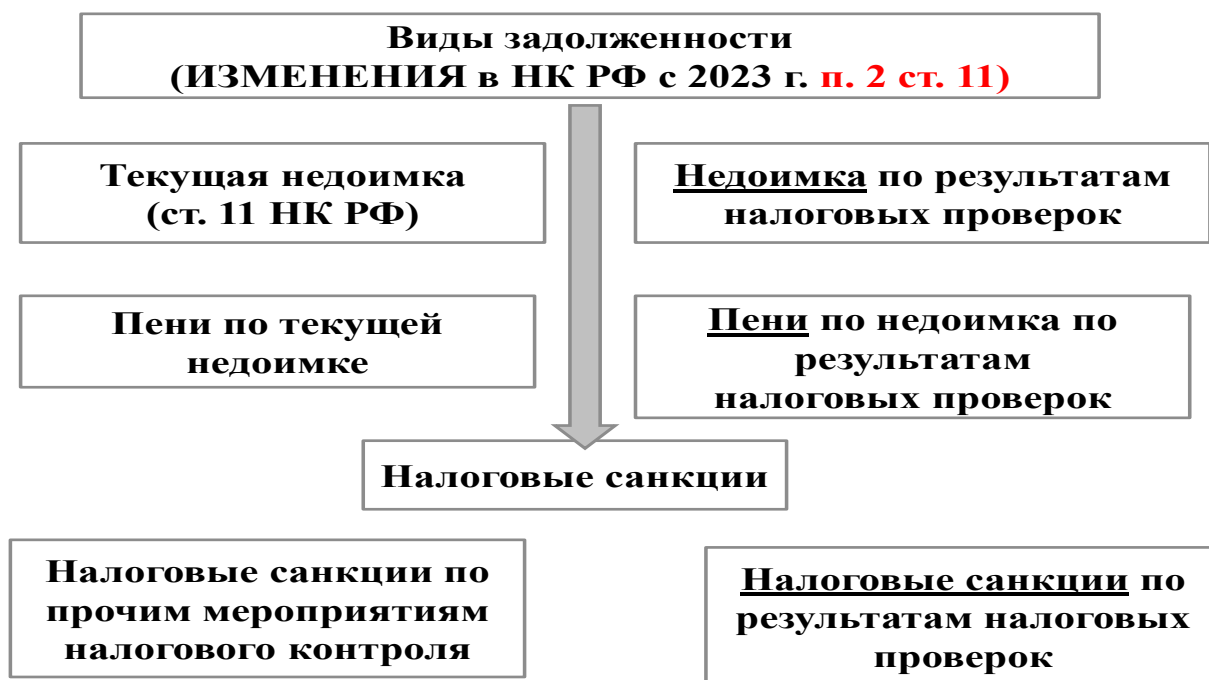 Виды задолженности
(ИЗМЕНЕНИЯ в НК РФ с 2023 г. п. 2 ст. 11)
Текущая недоимка
(ст. 11 НК РФ)
Недоимка по результатам
налоговых проверок
Пени по текущей
недоимке
Пени по недоимка по
результатам
налоговых проверок
Налоговые санкции
Налоговые санкции по
прочим мероприятиям
налогового контроля
Налоговые санкции по
результатам налоговых
проверок